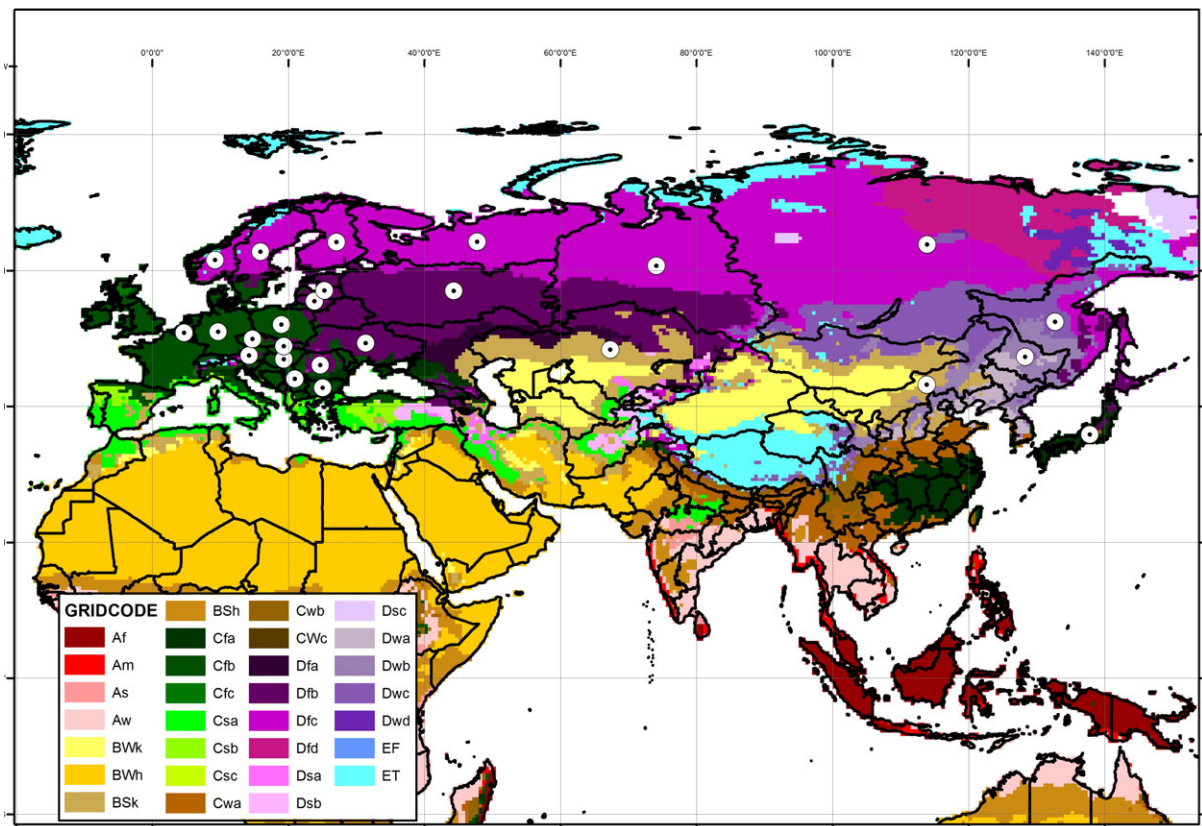 0°0'0" 20°0'0"E 40°0'0"E 60°0'0"E 80°0'0"E 100°0'0"E 120°0'0"E 140°0'0"E
GRIDCODE
Af
Am
As
Aw
BWk
BWh
BSk
BSh
Cfa
Cfb
Cfc
Csa
Csb
Csc
Cwa
Cwb
CWc
Dfa
Dfb
Dfc
Dfd
Dsa
Dsb
Dsc
Dwa
Dwb
Dwc
Dwd
EF
ET